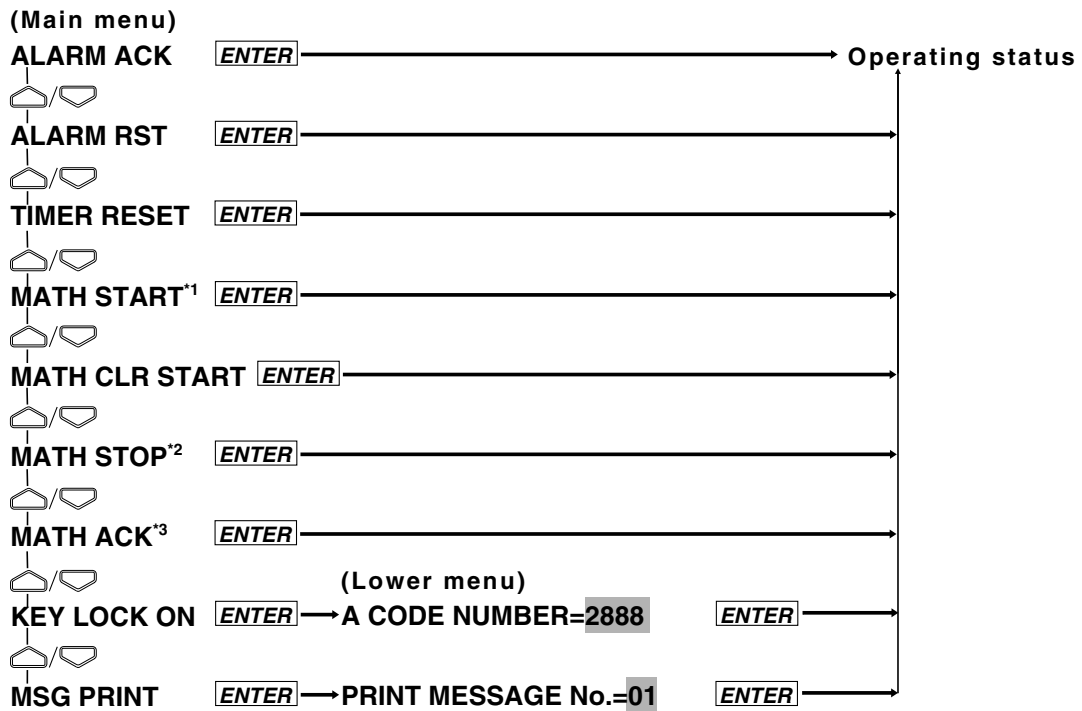 (Main menu)
ALARM ACK ENTER Operating status
/
ALARM RST ENTER
/
TIMER RESET ENTER
/
MATH START*1 ENTER
/
MATH CLR START ENTER
/
MATH STOP*2 ENTER
/
MATH ACK*3 ENTER
/
(Lower menu)
KEY LOCK ON ENTER A CODE NUMBER=2888 ENTER
/
MSG PRINT ENTER PRINT MESSAGE No.=01 ENTER